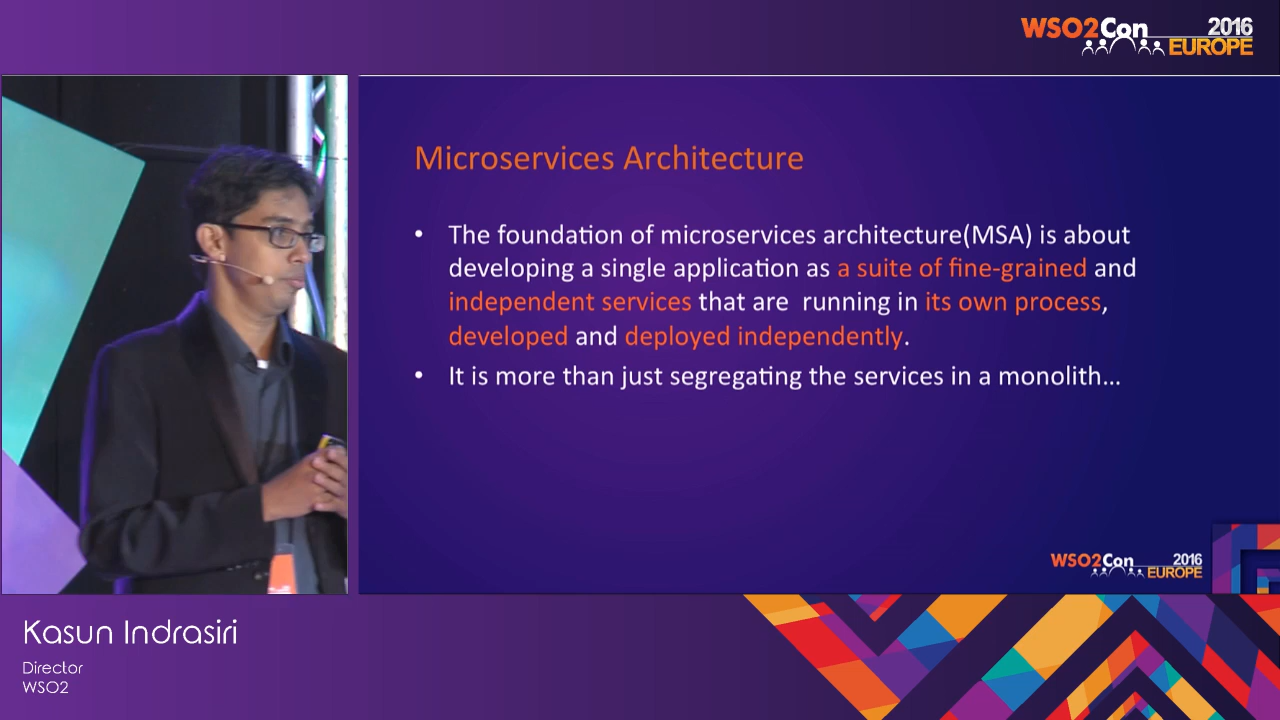 WSO2Con 2016
EUROPE
Microservices Architecture
• The foundation of microservices architecture(MSA) is about
developing a single application as a suite of fine-grained and
independent services that are running in its own process,
developed and deployed independently.
• It is more than just segregating the services in a monolith…
WSO2Con 2016
EUROPE
Kasun Indrasiri
Director
WSO2